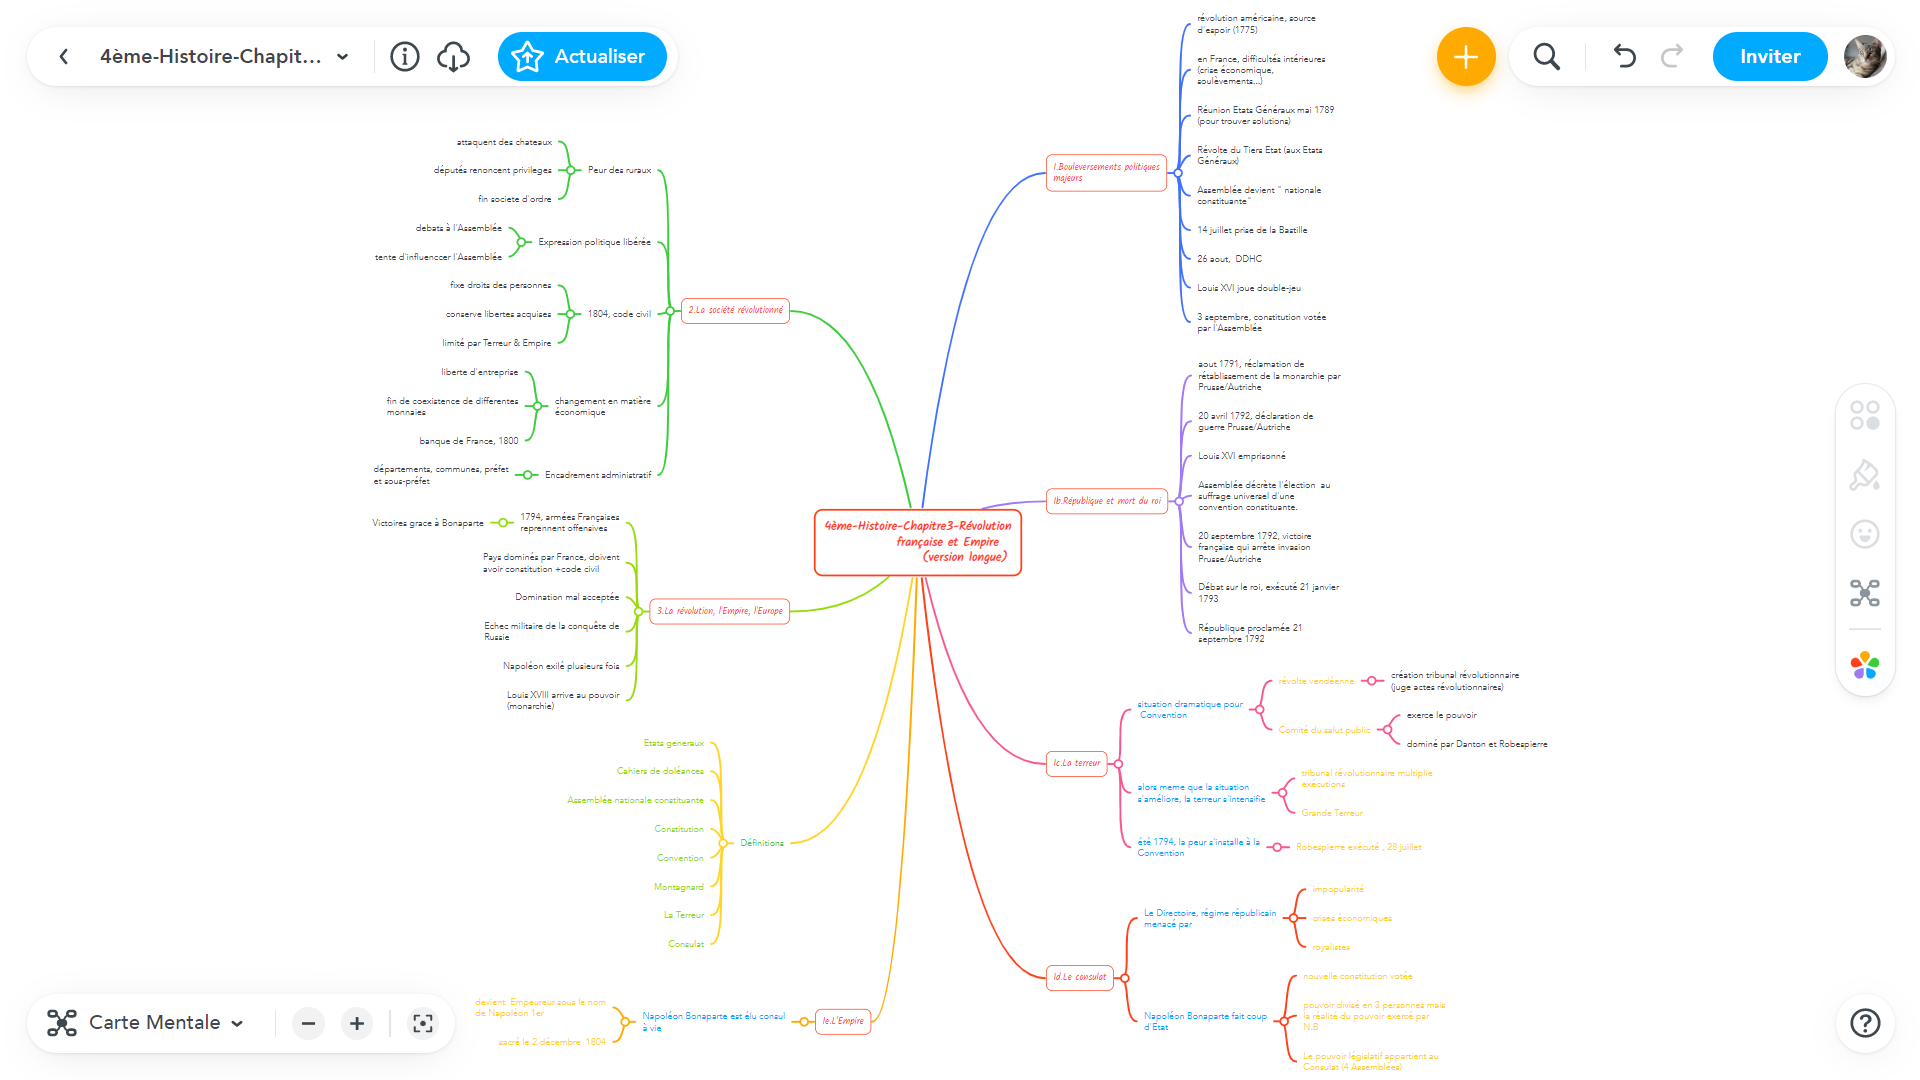 4ème-Histoire-Chapit...
Actualiser
Inviter
4ème-Histoire-Chapitre3-Révolution
française et Empire
(version longue)
I.Bouleversements politiques
majeurs
révolution américaine, source
d'espoir (1775)
en France, difficultés intérieures
(crise économique,
soulèvements...)
Réunion Etats Généraux mai 1789
(pour trouver solutions)
Révolte du Tiers Etat (aux Etats
Généraux)
Assemblée devient " nationale
constituante"
14 juillet prise de la Bastille
26 aout,  DDHC
Louis XVI joue double-jeu
3 septembre, constitution votée
par l'Assemblée
Ib.République et mort du roi
aout 1791, réclamation de
rétablissement de la monarchie par
Prusse/Autriche
20 avril 1792, déclaration de
guerre Prusse/Autriche
Louis XVI emprisonné
Assemblée décrète l'élection  au
suffrage universel d'une
convention constituante.
20 septembre 1792, victoire
française qui arrête invasion
Prusse/Autriche
Débat sur le roi, exécuté 21 janvier
1793
République proclamée 21
septembre 1792
Ic.La terreur
situation dramatique pour
Convention
révolte vendéenne
création tribunal révolutionnaire
(juge actes révolutionnaires)
Comité du salut public
exerce le pouvoir
dominé par Danton et Robespierre
alors meme que la situation
s'améliore, la terreur s'intensifie
tribunal révolutionnaire multiplie
exécutions
Grande Terreur
été 1794, la peur s'installe à la
Convention
Robespierre exécuté , 28 juillet
Id.Le consulat
Le Directoire, régime républicain
menacé par
impopularité
crises économiques
royalistes
Napoléon Bonaparte fait coup
d'Etat
nouvelle constitution votée
pouvoir divisé en 3 personnes mais
la réalité du pouvoir exercé par
N.B
Le pouvoir législatif appartient au
Consulat (4 Assemblées)
2.La société révolutionné
Peur des ruraux
attaquent des chateaux
députés renoncent privileges
fin societe d'ordre
Expression politique libérée
debats à l'Assemblée
tente d'influenccer l'Assemblée
1804, code civil
fixe droits des personnes
conserve libertes acquises
limité par Terreur & Empire
changement en matière
économique
liberte d'entreprise
fin de coexistence de differentes
monnaies
banque de France, 1800
Encadrement administratif
départements, communes, préfet
et sous-préfet
3.La révolution, l'Empire, l'Europe
1794, armées Françaises
reprennent offensives
Victoires grace à Bonaparte
Pays dominés par France, doivent
avoir constitution +code civil
Domination mal acceptée
Echec militaire de la conquête de
Russie
Napoléon exilé plusieurs fois
Louis XVIII arrive au pouvoir
(monarchie)
Définitions
Etats generaux
Cahiers de doléances
Assemblée nationale constituante
Constitution
Convention
Montagnard
La Terreur
Consulat
Ie.L'Empire
Napoléon Bonaparte est élu consul
à vie
devient  Empeureur sous le nom
de Napoléon 1er
sacré le 2 décembre  1804
Carte Mentale